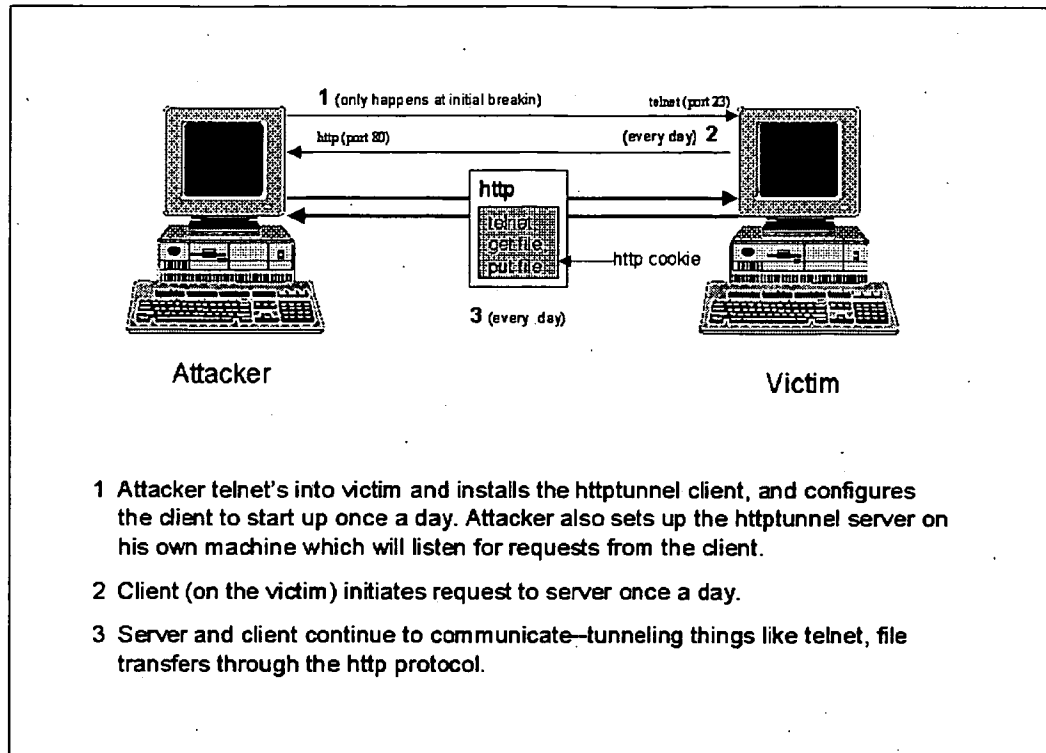 1 (only happens at initial breakin)
telnet (port 23)
http (port 80)
(every day) 2
http
telnet
get file
put file
http cookie
3 (every day)
Attacker
Victim
1 Attacker telnet's into victim and installs the httptunnel client, and configures
the client to start up once a day. Attacker also sets up the httptunnel server on
his own machine which will listen for requests from the client.
2 Client (on the victim) initiates request to server once a day.
3 Server and client continue to communicate--tunneling things like telnet, file
transfers through the http protocol.